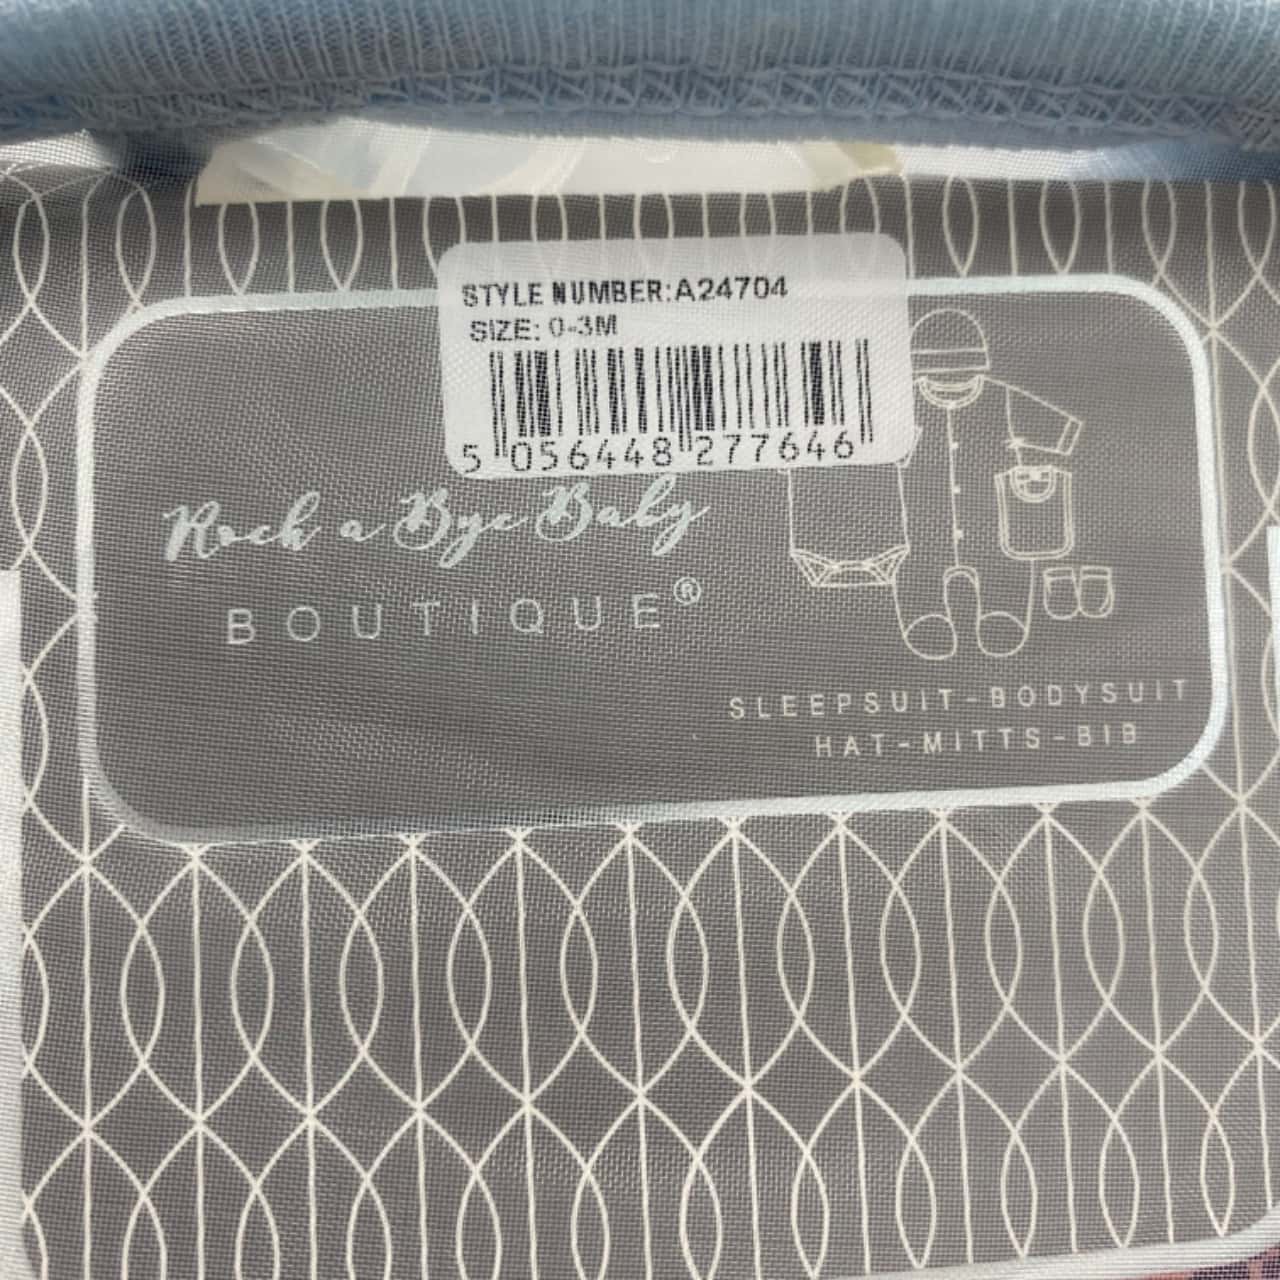 STYLE NUMBER:A24704
SIZE: 0-3M
5 056448 277646
Rock a Bye Baby
BOUTIQUE®
SLEEPSUIT-BODYSUIT
HAT-MITTS-BIB